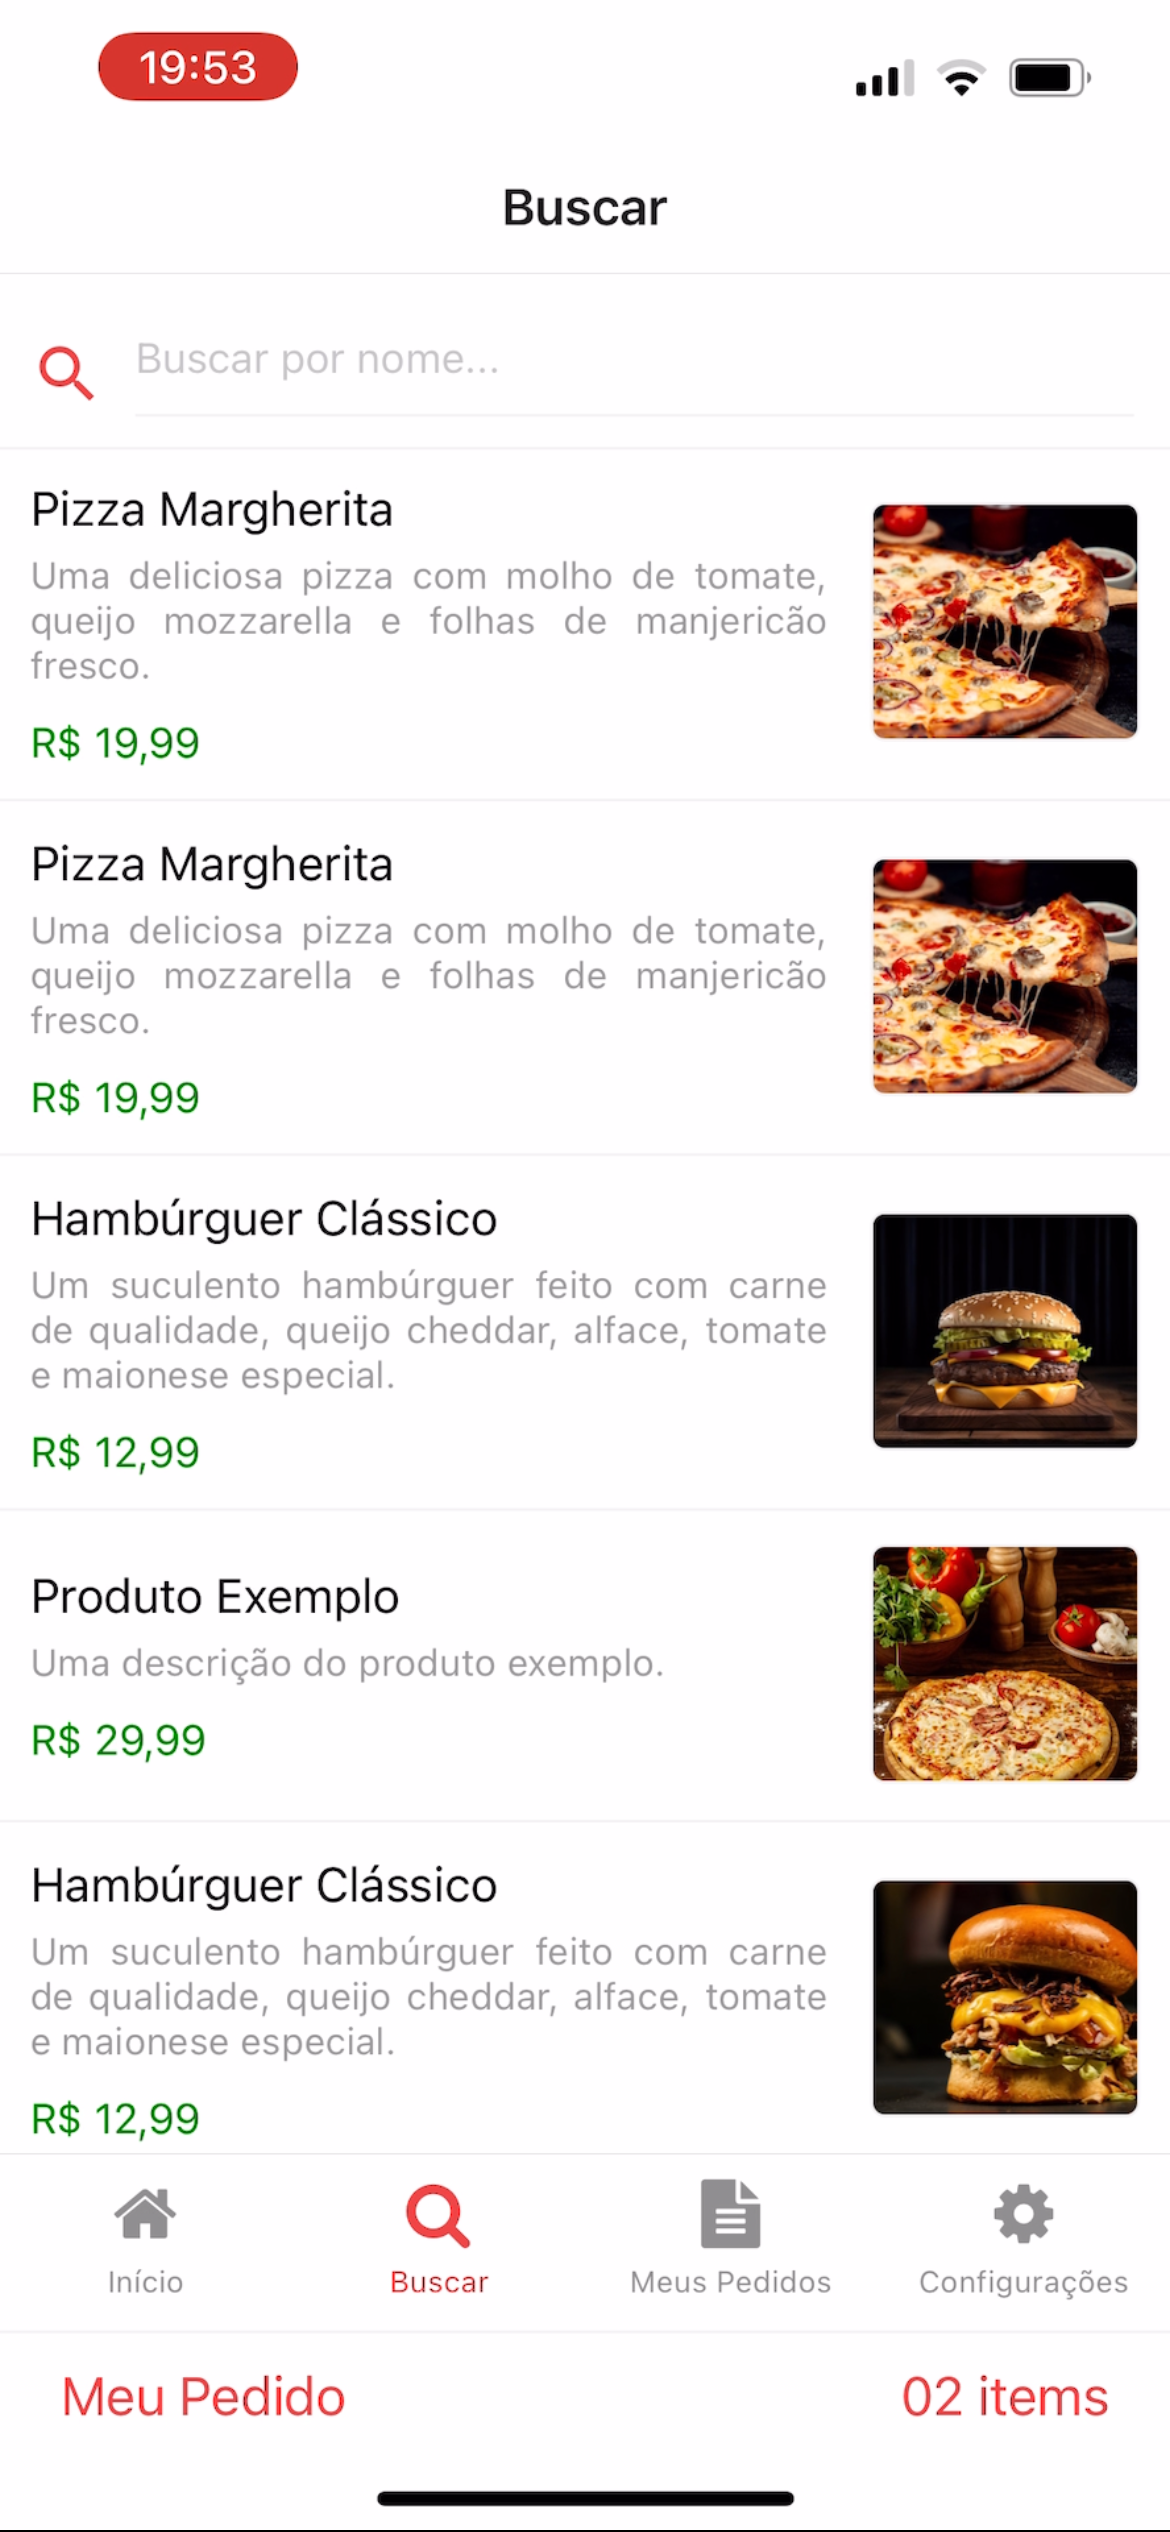 19:53
Buscar
Buscar por nome...
Pizza Margherita
Uma deliciosa pizza com molho de tomate,
queijo mozzarella e folhas de manjericão
fresco.
R$ 19,99
Pizza Margherita
Uma deliciosa pizza com molho de tomate,
queijo mozzarella e folhas de manjericão
fresco.
R$ 19,99
Hambúrguer Clássico
Um suculento hambúrguer feito com carne
de qualidade, queijo cheddar, alface, tomate
e maionese especial.
R$ 12,99
Produto Exemplo
Uma descrição do produto exemplo.
R$ 29,99
Hambúrguer Clássico
Um suculento hambúrguer feito com carne
de qualidade, queijo cheddar, alface, tomate
e maionese especial.
R$ 12,99
Início
Buscar
Meus Pedidos
Configurações
Meu Pedido
02 items